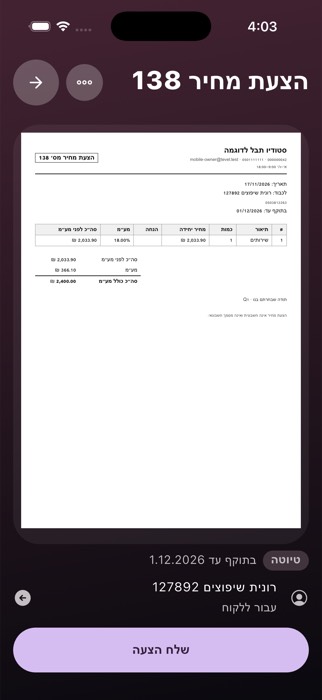 4:03
הצעת מחיר 138
סטודיו תבל לדוגמה
הצעת מחיר מס׳ 138
תאריך: 17/11/2026
לכבוד: רונית שיפוצים 127892
בתוקף עד: 01/12/2026
# תיאור כמות מחיר יחידה הנחה מע״מ סה״כ לפני מע״מ
1 שירותים 1 2,033.90 ₪ 18.00% 2,033.90 ₪
סה״כ לפני מע״מ 2,033.90 ₪
מע״מ 366.10 ₪
סה״כ כולל מע״מ 2,400.00 ₪
טיוטה
בתוקף עד 1.12.2026
רונית שיפוצים 127892
עבור ללקוח
שלח הצעה